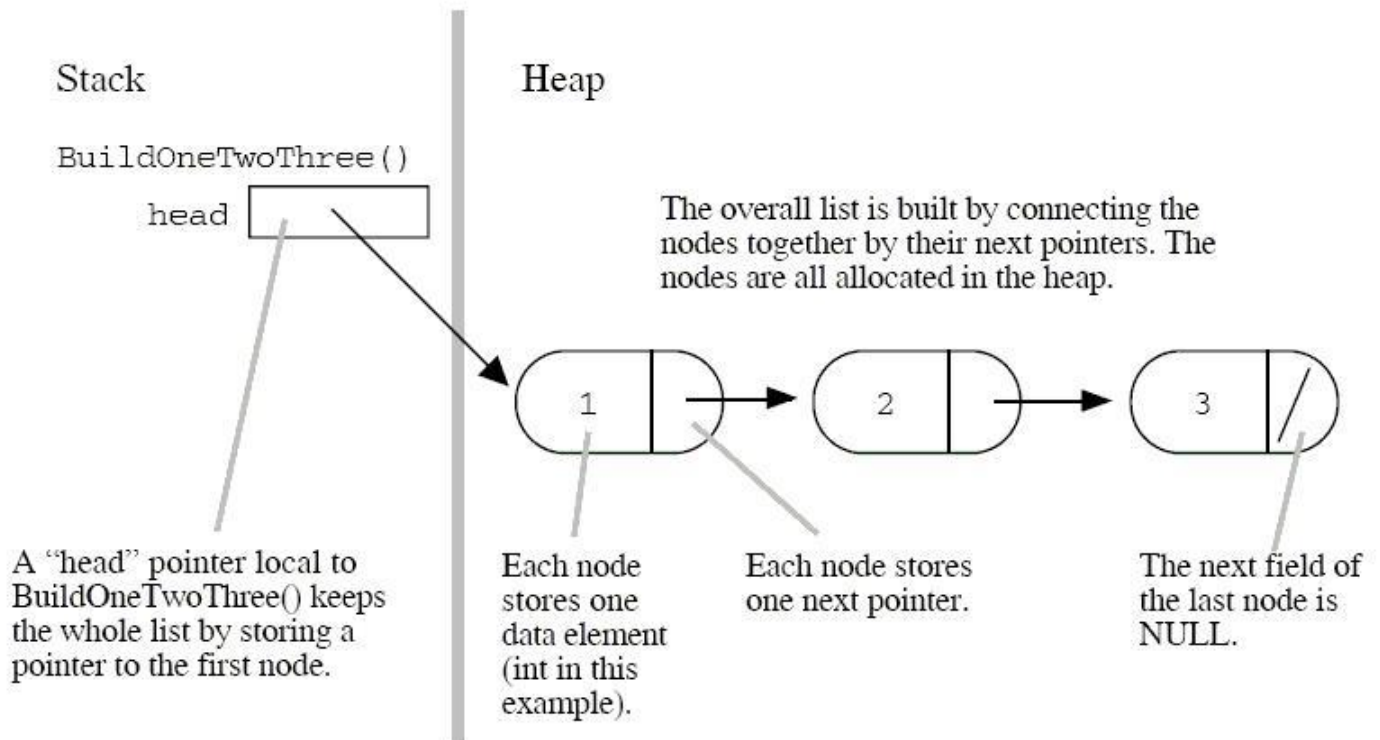 Stack
Heap
BuildOneTwoThree()
head
The overall list is built by connecting the
nodes together by their next pointers. The
nodes are all allocated in the heap.
1
2
3
A “head” pointer local to
BuildOneTwoThree() keeps
the whole list by storing a
pointer to the first node.
Each node
stores one
data element
(int in this
example).
Each node stores
one next pointer.
The next field of
the last node is
NULL.